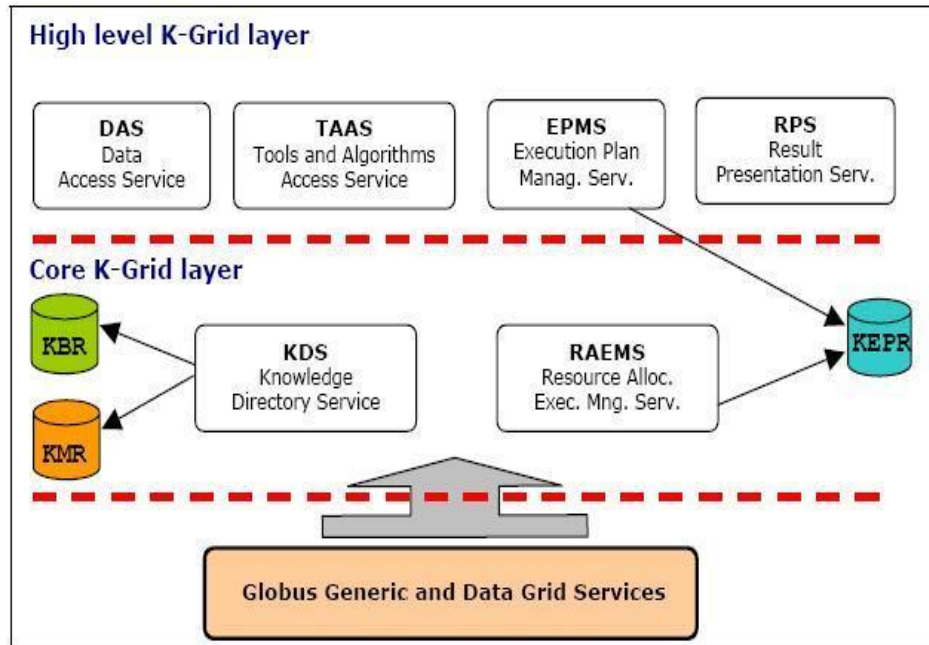 High level K-Grid layer
DAS
Data
Access Service
TAAS
Tools and Algorithms
Access Service
EPMS
Execution Plan
Manag. Serv.
RPS
Result
Presentation Serv.
Core K-Grid layer
KBR
KMR
KDS
Knowledge
Directory Service
RAEMS
Resource Alloc.
Exec. Mng. Serv.
KEPR
Globus Generic and Data Grid Services